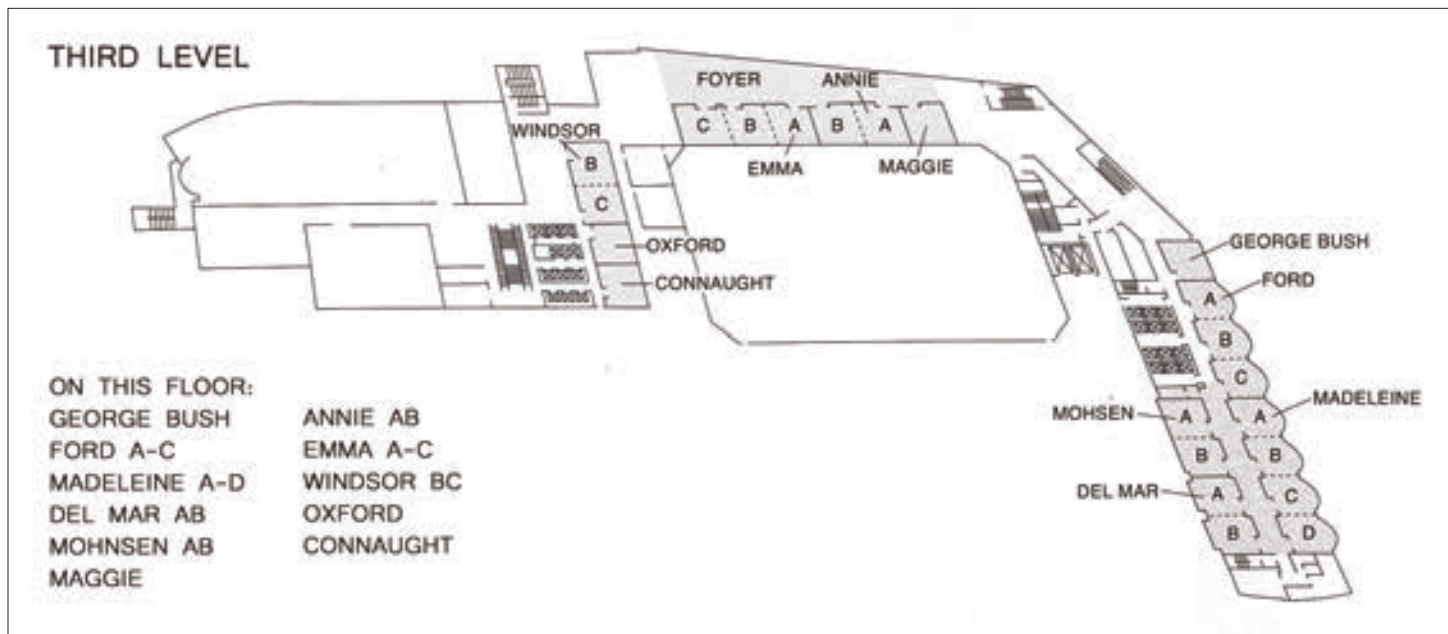 THIRD LEVEL
FOYER
ANNIE
C B A B A
WINDSOR
B
EMMA
MAGGIE
C
OXFORD
CONNAUGHT
GEORGE BUSH
FORD
A
B
C
MADELEINE
A
B
C
D
MOHSEN
A
B
DEL MAR
A
B
ON THIS FLOOR:
GEORGE BUSH
FORD A-C
MADELEINE A-D
DEL MAR AB
MOHNSEN AB
MAGGIE
ANNIE AB
EMMA A-C
WINDSOR BC
OXFORD
CONNAUGHT